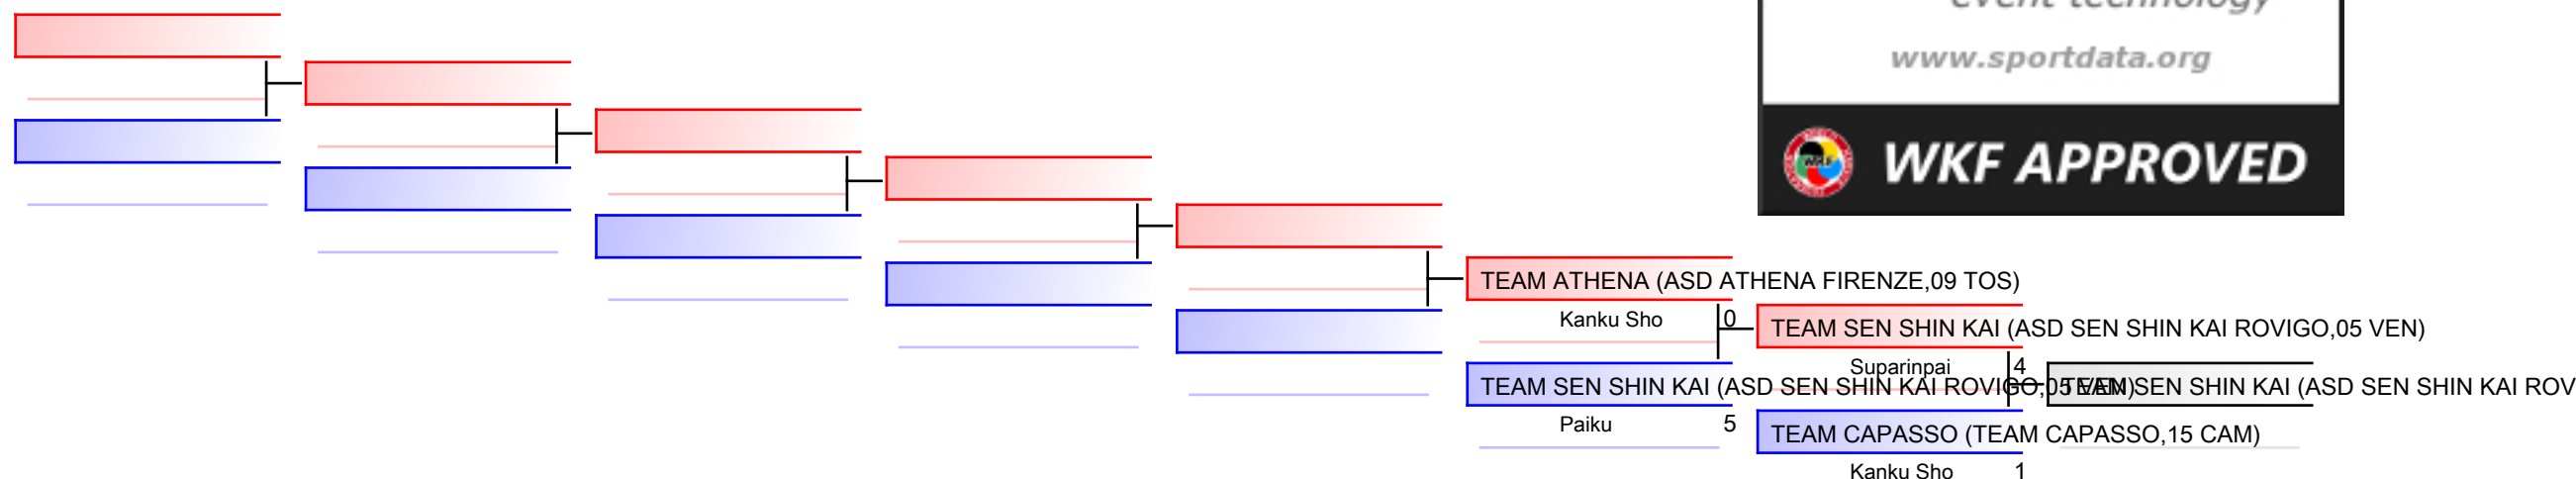 event technology
www.sportdata.org
WKF APPROVED
TEAM ATHENA (ASD ATHENA FIRENZE,09 TOS)
Kanku Sho 0
TEAM SEN SHIN KAI (ASD SEN SHIN KAI ROVIGO,05 VEN)
Suparinpai 4
TEAM SEN SHIN KAI (ASD SEN SHIN KAI ROVIGO,05 VEN)
TEAM SEN SHIN KAI (ASD SEN SHIN KAI ROV
Paiku 5
TEAM CAPASSO (TEAM CAPASSO,15 CAM)
Kanku Sho 1